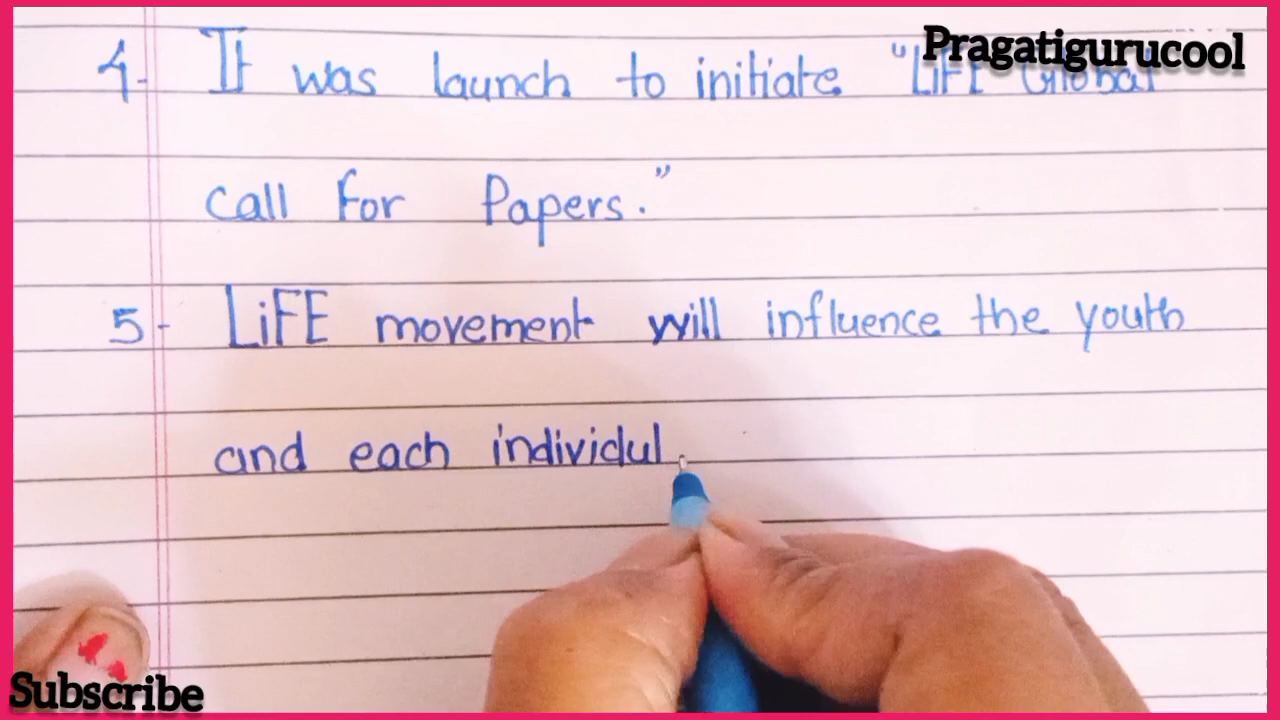 Pragatigurucool
4- It was launch to initiate "LiFE Global
call for Papers."
5- LiFE movement will influence the youth
and each individul.
Subscribe